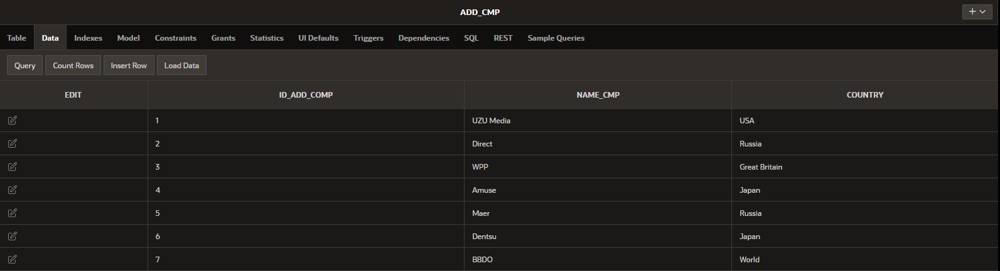 ADD_CMP
Table Data Indexes Model Constraints Grants Statistics UI Defaults Triggers Dependencies SQL REST Sample Queries
Query Count Rows Insert Row Load Data
EDIT ID_ADD_COMP NAME_CMP COUNTRY
1 UZU Media USA
2 Direct Russia
3 WPP Great Britain
4 Amuse Japan
5 Maer Russia
6 Dentsu Japan
7 BBDO World